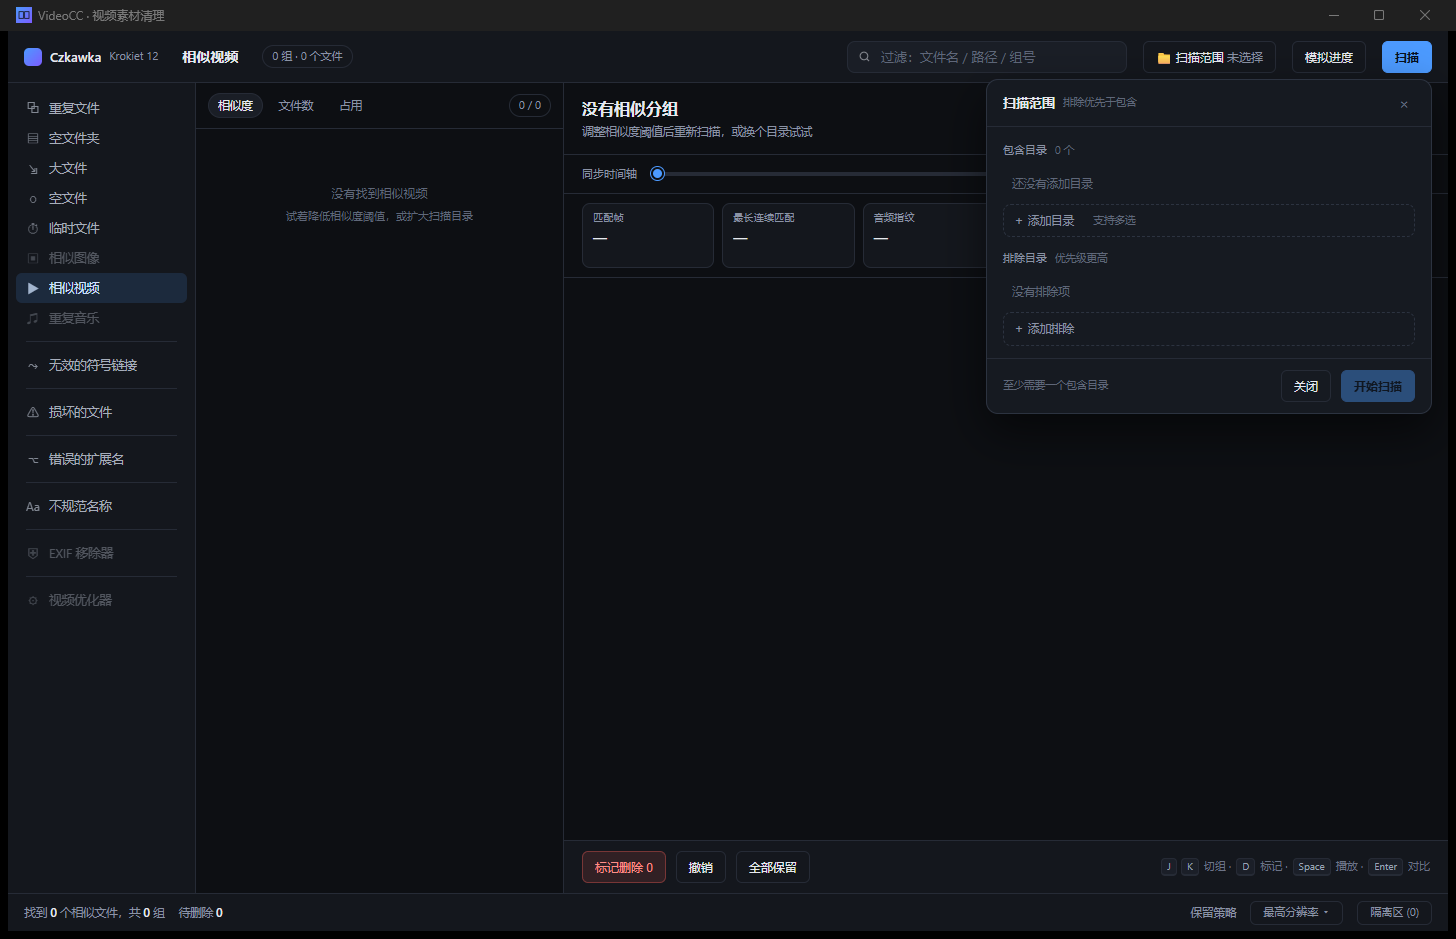 VideoCC · 视频素材清理
Czkawka Krokiet 12 相似视频 0 组 · 0 个文件
过滤：文件名 / 路径 / 组号
扫描范围 未选择
模拟进度
扫描
重复文件
空文件夹
大文件
空文件
临时文件
相似图像
相似视频
重复音乐
无效的符号链接
损坏的文件
错误的扩展名
Aa 不规范名称
EXIF 移除器
视频优化器
相似度 文件数 占用 0 / 0
没有找到相似视频
试着降低相似度阈值，或扩大扫描目录
没有相似分组
调整相似度阈值后重新扫描，或换个目录试试
同步时间轴
匹配帧
—
最长连续匹配
—
音频指纹
—
扫描范围 排除优先于包含 ×
包含目录 0 个
还没有添加目录
+ 添加目录 支持多选
排除目录 优先级更高
没有排除项
+ 添加排除
至少需要一个包含目录 关闭 开始扫描
标记删除 0 撤销 全部保留
J K 切组 · D 标记 · Space 播放 · Enter 对比
找到 0 个相似文件，共 0 组 待删除 0
保留策略 最高分辨率 隔离区 (0)